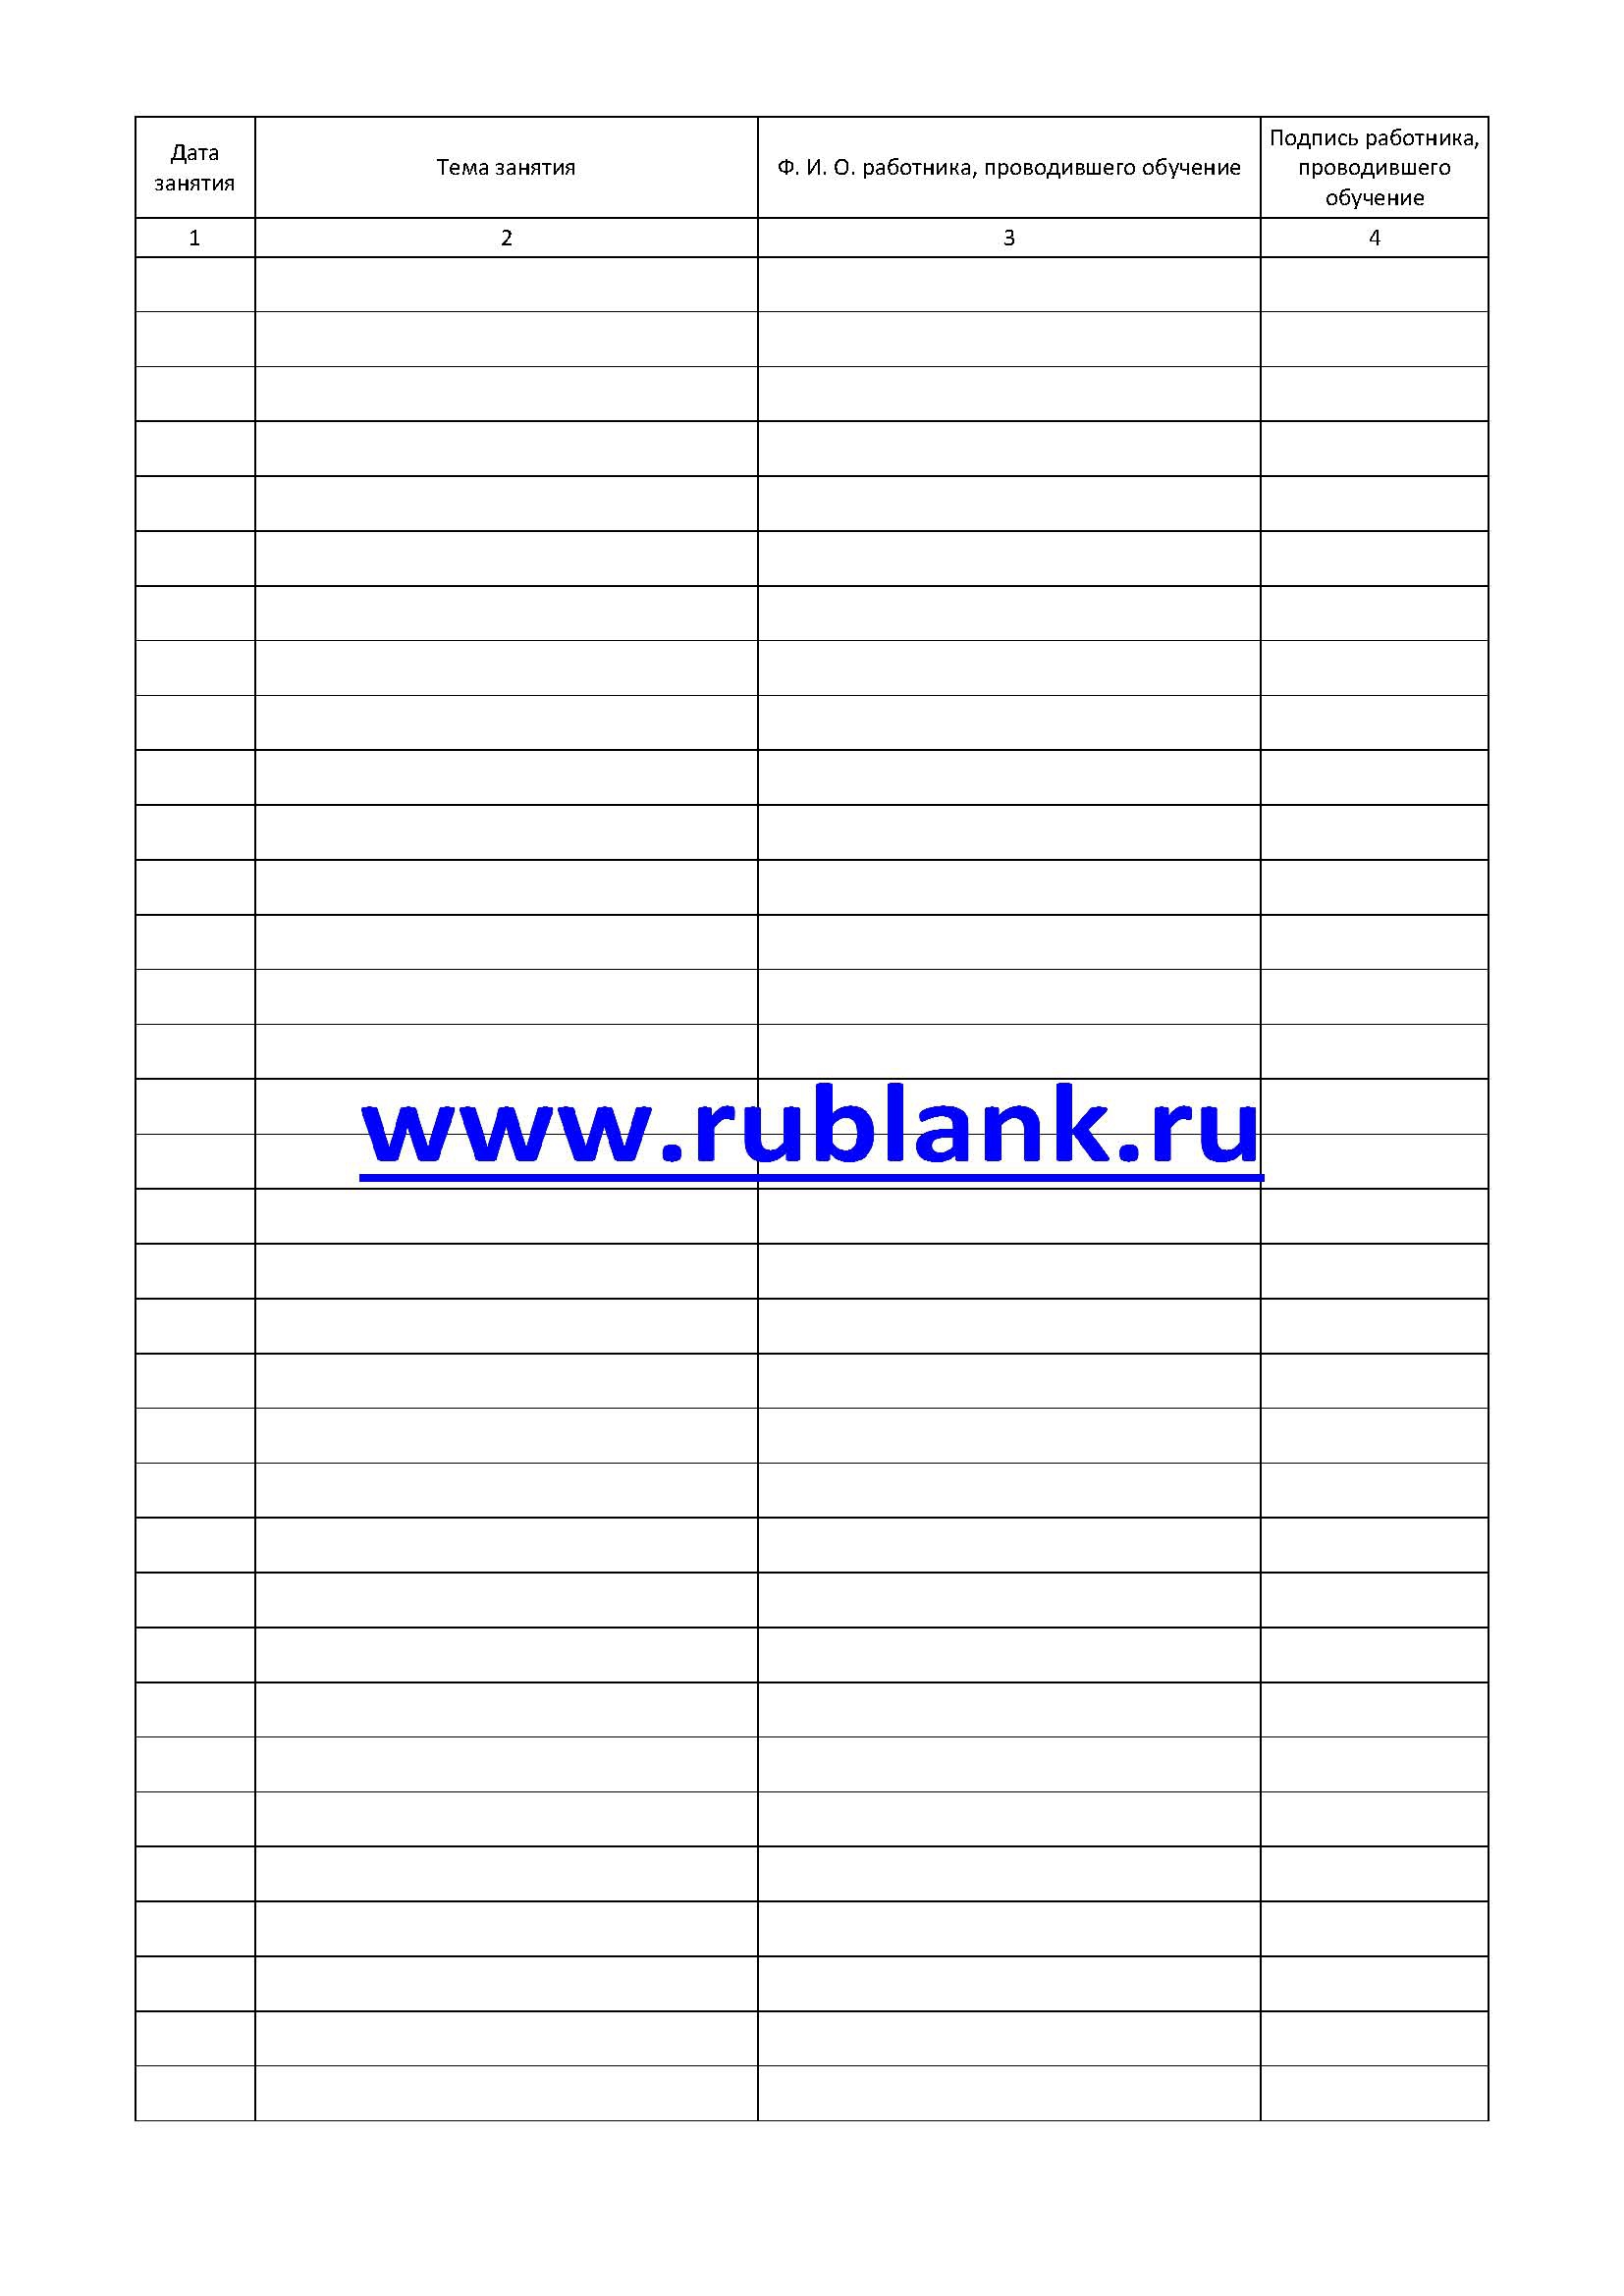 Дата
занятия
Тема занятия
Ф. И. О. работника, проводившего обучение
Подпись работника,
проводившего
обучение
1
2
3
4
www.rublank.ru